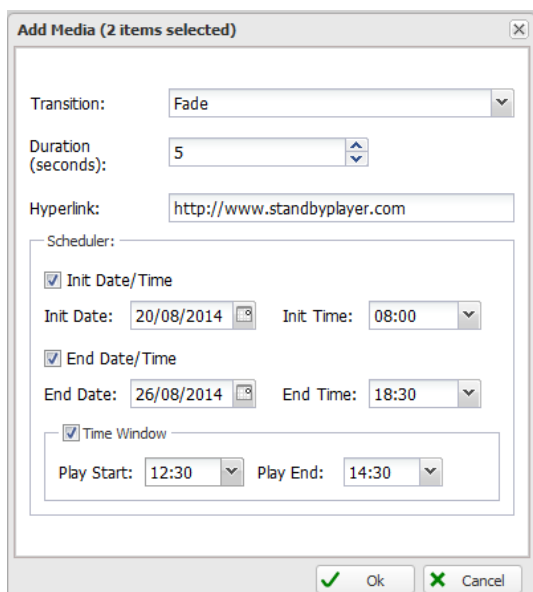 Add Media (2 items selected)
Transition: Fade
Duration (seconds): 5
Hyperlink: http://www.standbyplayer.com
Scheduler:
Init Date/Time
Init Date: 20/08/2014 Init Time: 08:00
End Date/Time
End Date: 26/08/2014 End Time: 18:30
Time Window
Play Start: 12:30 Play End: 14:30
Ok Cancel